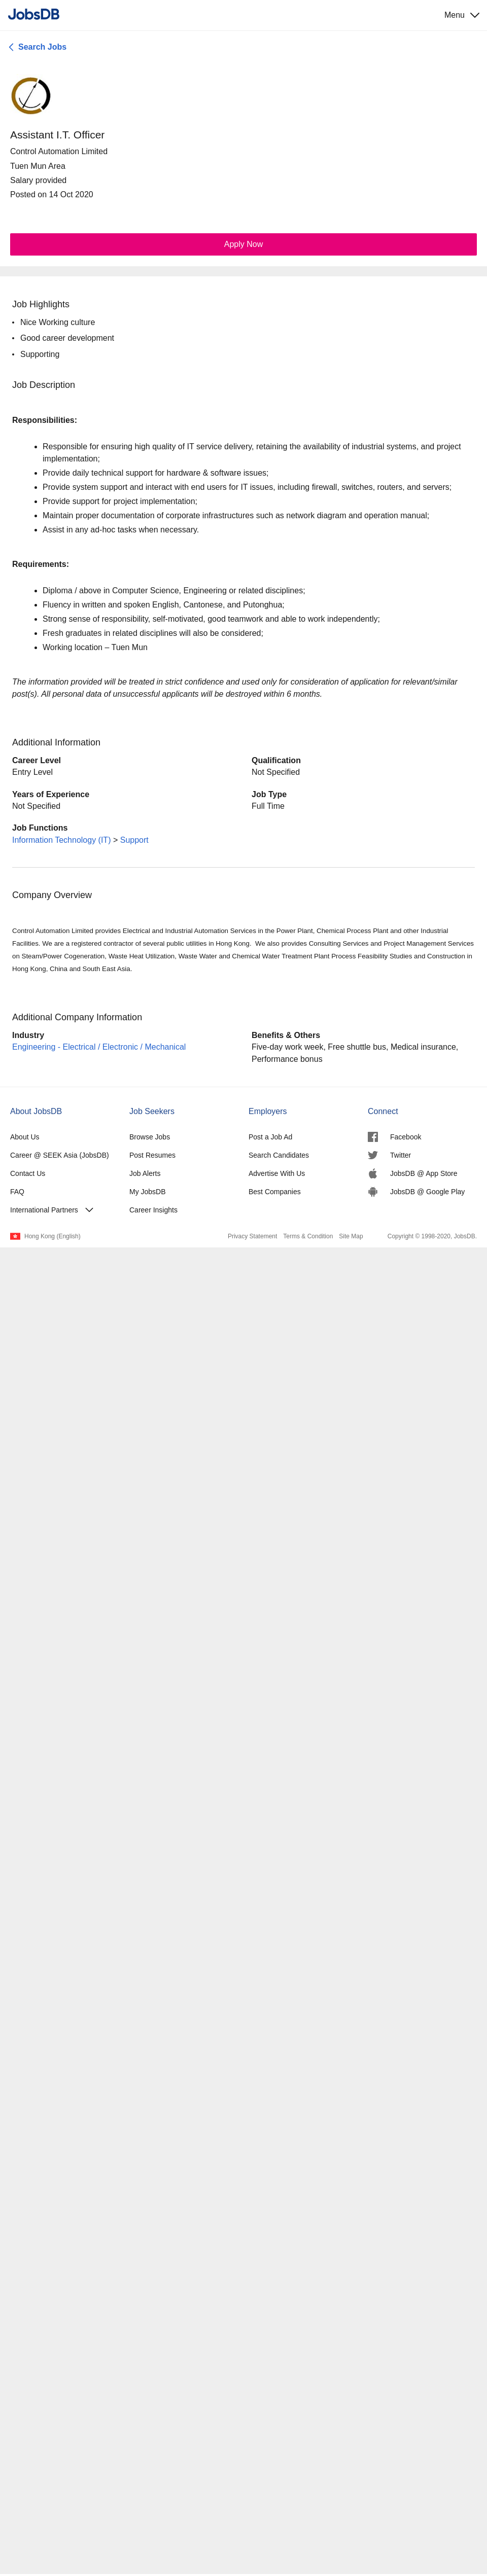 JobsDB
Menu
Search Jobs
Assistant I.T. Officer
Control Automation Limited
Tuen Mun Area
Salary provided
Posted on 14 Oct 2020
Apply Now
Job Highlights
• Nice Working culture
• Good career development
• Supporting
Job Description
Responsibilities:
• Responsible for ensuring high quality of IT service delivery, retaining the availability of industrial systems, and project
implementation;
• Provide daily technical support for hardware & software issues;
• Provide system support and interact with end users for IT issues, including firewall, switches, routers, and servers;
• Provide support for project implementation;
• Maintain proper documentation of corporate infrastructures such as network diagram and operation manual;
• Assist in any ad-hoc tasks when necessary.
Requirements:
• Diploma / above in Computer Science, Engineering or related disciplines;
• Fluency in written and spoken English, Cantonese, and Putonghua;
• Strong sense of responsibility, self-motivated, good teamwork and able to work independently;
• Fresh graduates in related disciplines will also be considered;
• Working location – Tuen Mun
The information provided will be treated in strict confidence and used only for consideration of application for relevant/similar
post(s). All personal data of unsuccessful applicants will be destroyed within 6 months.
Additional Information
Career Level
Entry Level
Qualification
Not Specified
Years of Experience
Not Specified
Job Type
Full Time
Job Functions
Information Technology (IT) > Support
Company Overview
Control Automation Limited provides Electrical and Industrial Automation Services in the Power Plant, Chemical Process Plant and other Industrial
Facilities. We are a registered contractor of several public utilities in Hong Kong.  We also provides Consulting Services and Project Management Services
on Steam/Power Cogeneration, Waste Heat Utilization, Waste Water and Chemical Water Treatment Plant Process Feasibility Studies and Construction in
Hong Kong, China and South East Asia.
Additional Company Information
Industry
Engineering - Electrical / Electronic / Mechanical
Benefits & Others
Five-day work week, Free shuttle bus, Medical insurance,
Performance bonus
About JobsDB
About Us
Career @ SEEK Asia (JobsDB)
Contact Us
FAQ
International Partners
Job Seekers
Browse Jobs
Post Resumes
Job Alerts
My JobsDB
Career Insights
Employers
Post a Job Ad
Search Candidates
Advertise With Us
Best Companies
Connect
Facebook
Twitter
JobsDB @ App Store
JobsDB @ Google Play
Hong Kong (English)
Privacy Statement Terms & Condition Site Map
Copyright © 1998-2020, JobsDB.